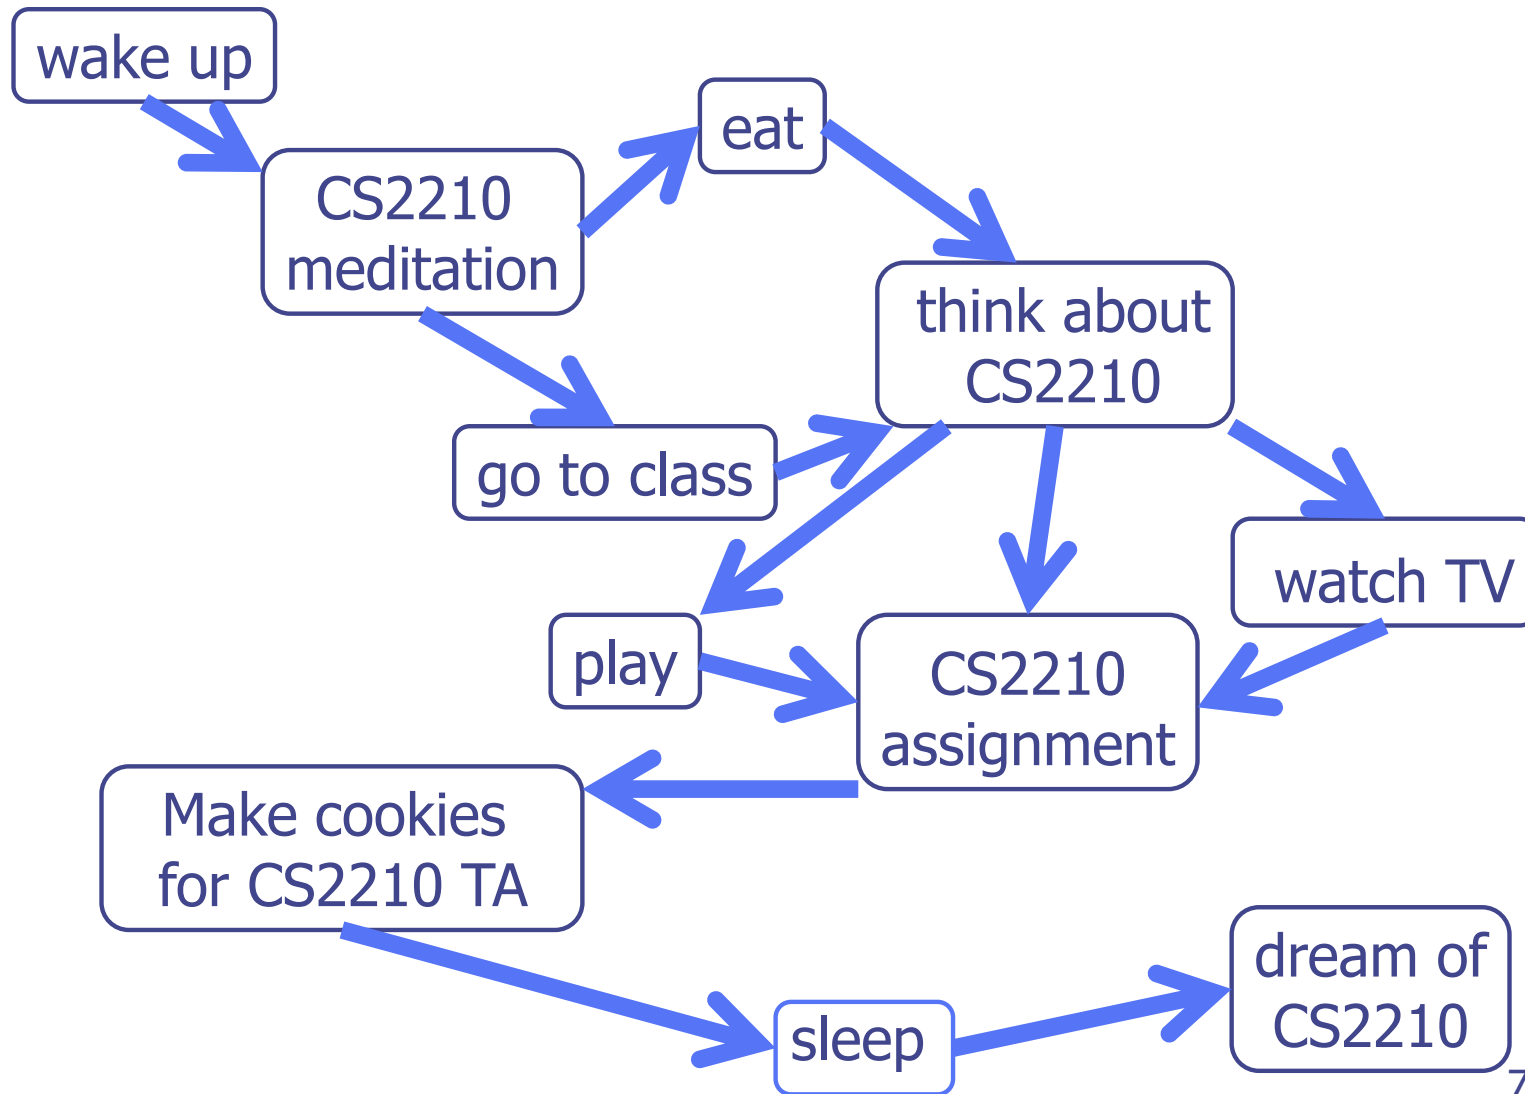 wake up
eat
CS2210
meditation
think about
CS2210
go to class
watch TV
play
CS2210
assignment
Make cookies
for CS2210 TA
dream of
CS2210
sleep
7